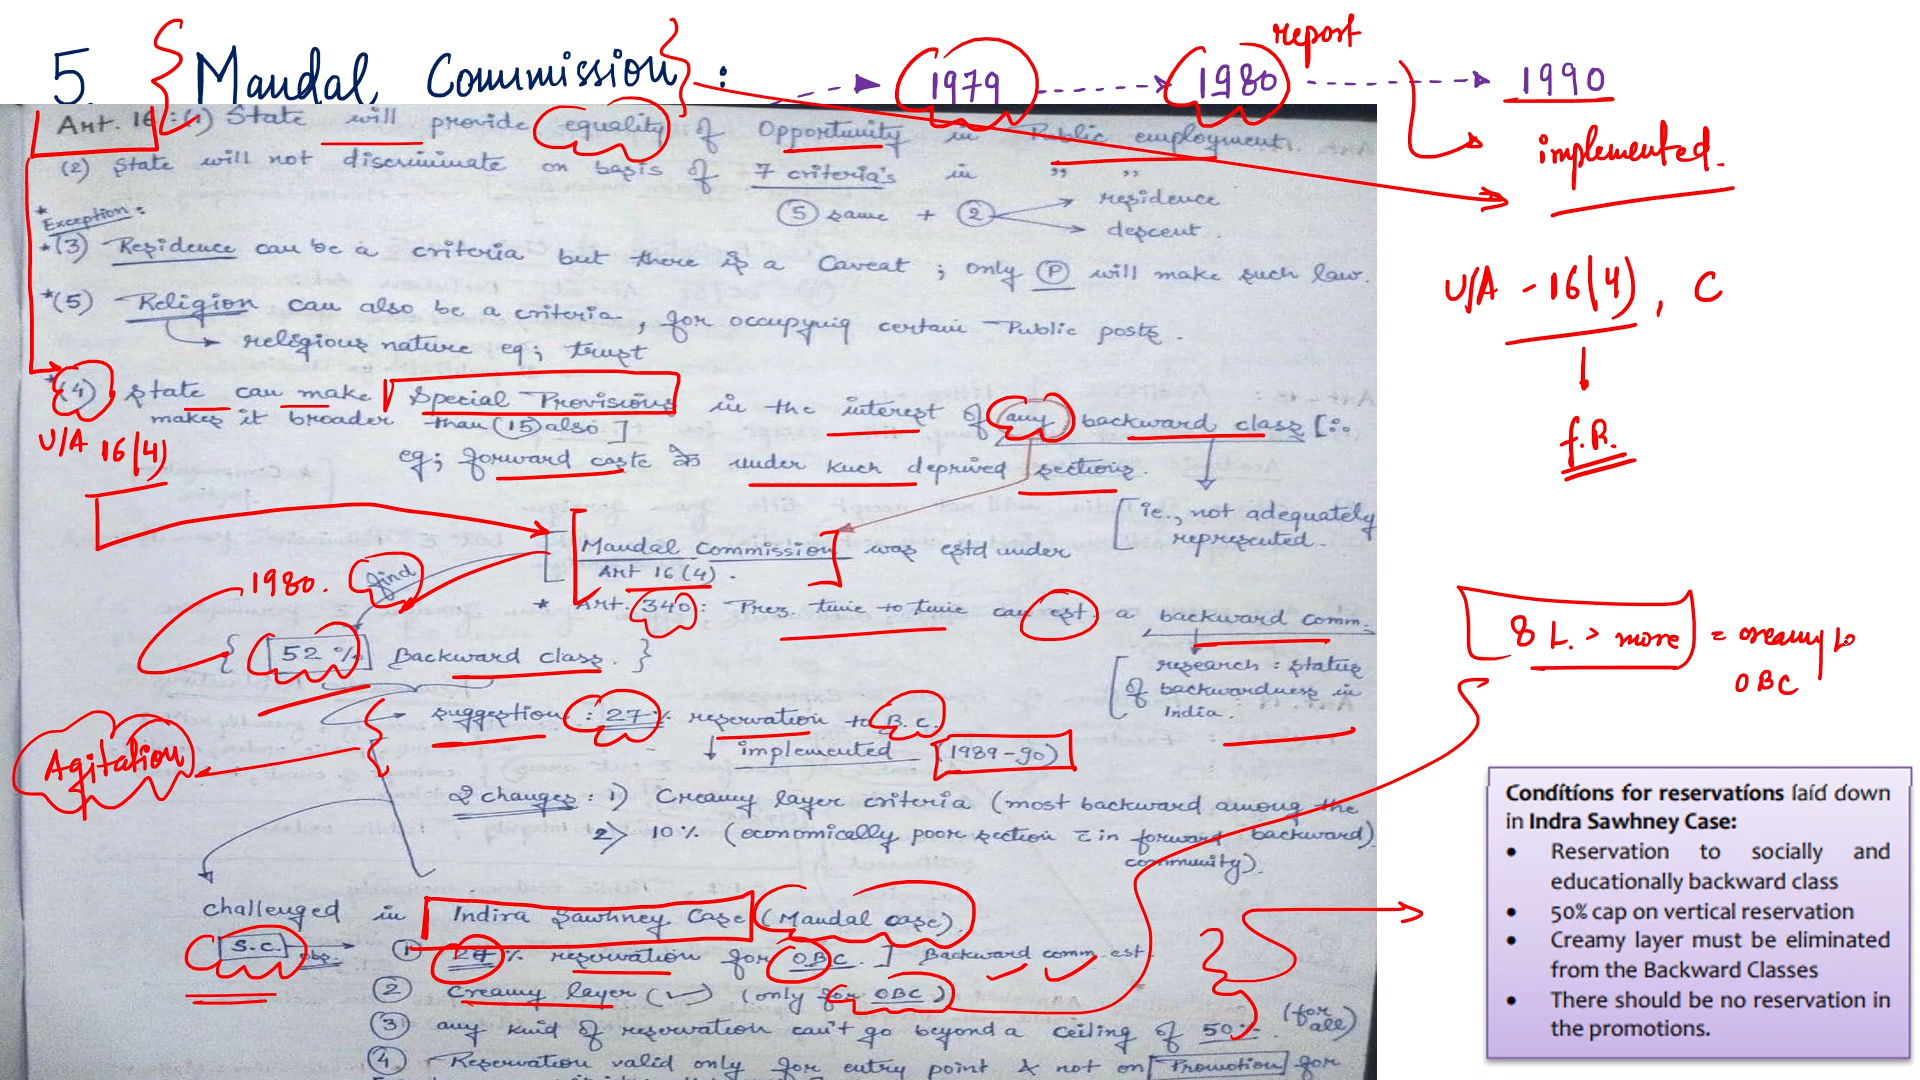 5. { Mandal Commission } : 1979 1980 report 1990
implemented.
Art. 16 : (1) State will provide equality of Opportunity in Public employment.
(2) State will not discriminate on basis of 7 criteria's in " "
5 same + 2 residence
descent.
* Exception :
* (3) Residence can be a criteria but there is a Caveat ; only P will make such law.
* (5) Religion can also be a criteria, for occupying certain Public posts.
religious nature eg; trust
* (4) State can make Special Provisions in the interest of any backward class [∵
makes it broader than 15 also]
eg; forward caste के under kuch deprived sections.
[ie., not adequately
represented.
U/A 16(4)
U/A - 16(4), C
F.R.
Mandal Commission was estd under
Art 16(4).
1980. find
* Art. 340 : Prez. time to time can est. a backward comm.
{ 52% Backward class. }
[research : status
of backwardness in
India.
8 L. > more = creamy
OBC
suggestion : 27% reservation to B.C.
implemented (1989-90)
Agitation
2 changes : 1) Creamy layer criteria (most backward among the
backward)
2) 10% (economically poor section in forward
community).
challenged in Indira Sawhney Case (Mandal case).
S.C. obs. 1 27% reservation for OBC.] Backward comm. est.
2 Creamy layer (✓) (only for OBC)
3 any kind of reservation can't go beyond a ceiling of 50%. (for all)
4 Reservation valid only for entry point & not on Promotion for
Conditions for reservations laid down
in Indra Sawhney Case:
• Reservation to socially and
educationally backward class
• 50% cap on vertical reservation
• Creamy layer must be eliminated
from the Backward Classes
• There should be no reservation in
the promotions.